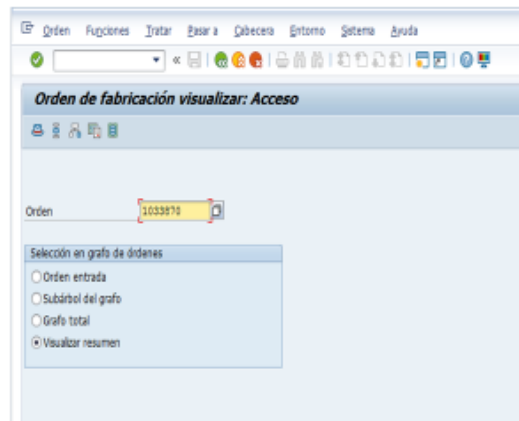 Orden Funciones Tratar Pasar a Cabecera Entorno Sistema Ayuda
Orden de fabricación visualizar: Acceso
Orden 1033870
Selección en grafo de órdenes
Orden entrada
Subárbol del grafo
Grafo total
Visualizar resumen